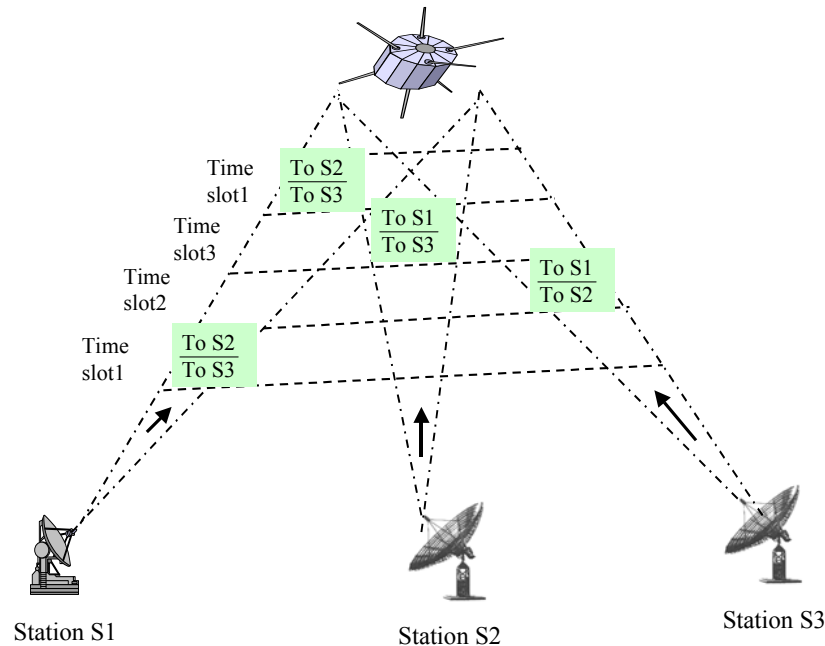 Time
slot1
To S2
To S3
Time
slot3
To S1
To S3
Time
slot2
To S1
To S2
Time
slot1
To S2
To S3
Station S1
Station S2
Station S3